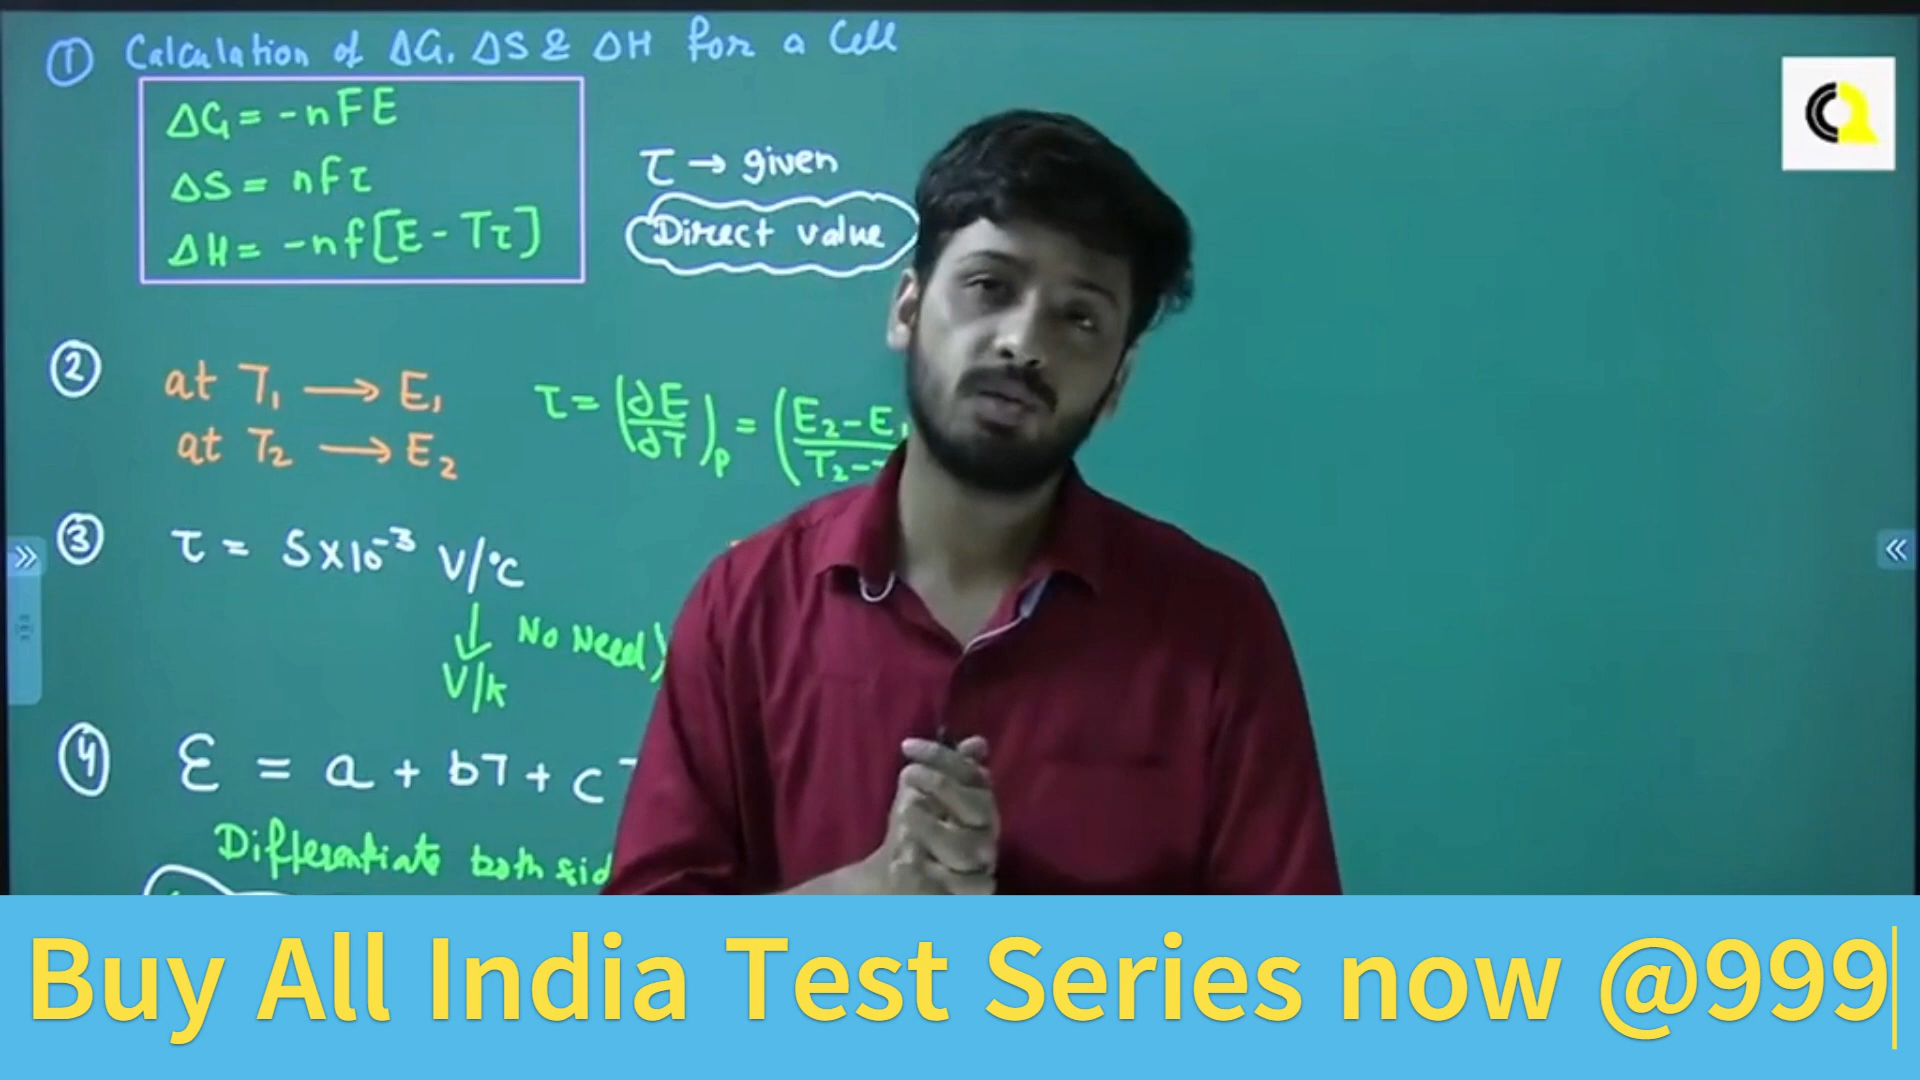 ① Calculation of ΔG, ΔS & ΔH for a Cell
ΔG = -nFE
ΔS = nfτ
ΔH = -nf[E - Tτ]
τ → given
Direct value
② at T₁ → E₁
at T₂ → E₂
τ = (∂E/∂T)ₚ = (E₂-E₁/T₂-
③ τ = 5×10⁻³ V/°C
↓ No Need)
V/k
④ Ɛ = a + bT + c
Differentiate both sid
Buy All India Test Series now @999